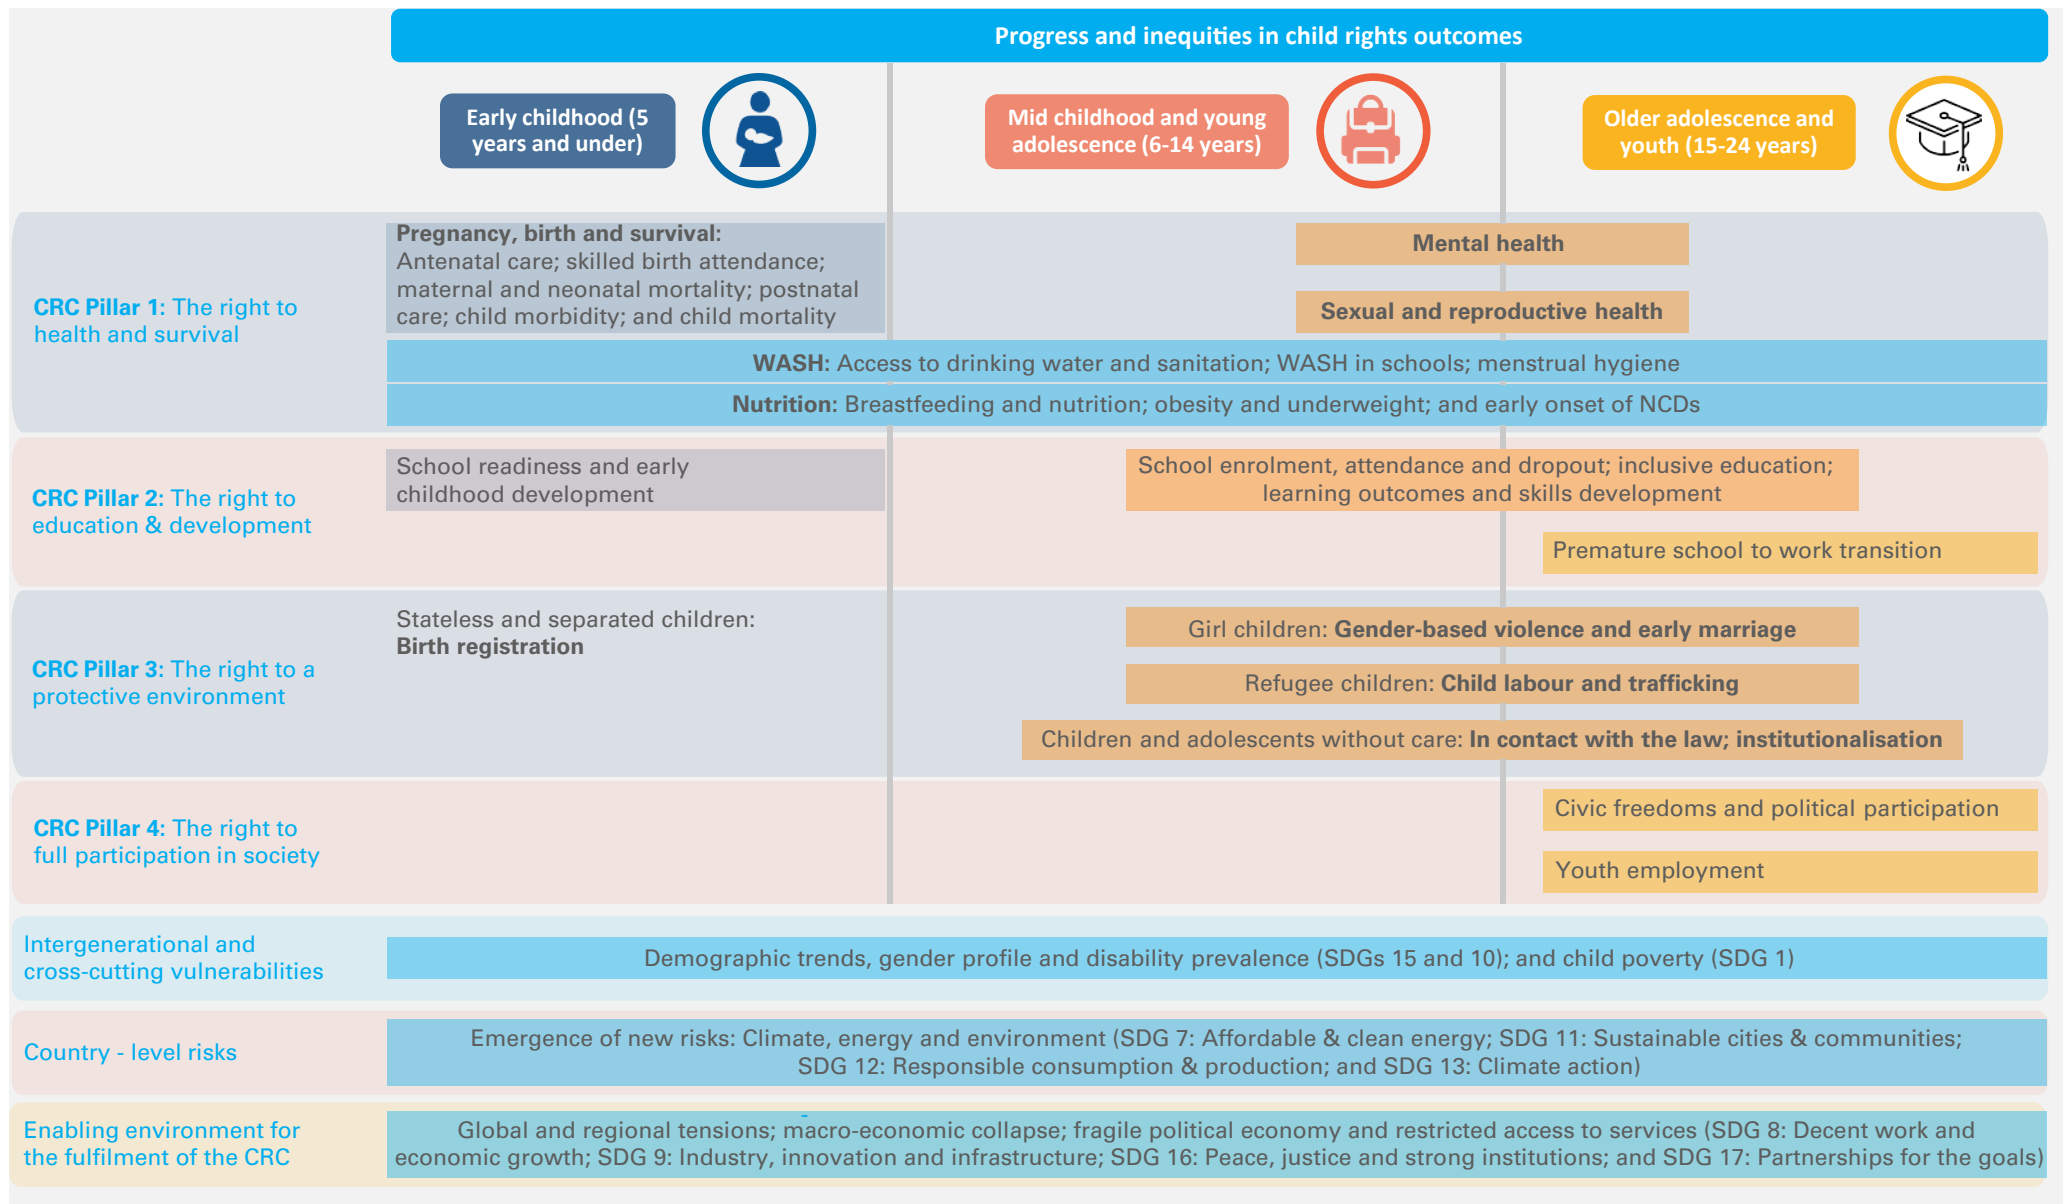 Progress and inequities in child rights outcomes
Early childhood (5
years and under)
Mid childhood and young
adolescence (6-14 years)
Older adolescence and
youth (15-24 years)
CRC Pillar 1: The right to
health and survival
Pregnancy, birth and survival:
Antenatal care; skilled birth attendance;
maternal and neonatal mortality; postnatal
care; child morbidity; and child mortality
Mental health
Sexual and reproductive health
WASH: Access to drinking water and sanitation; WASH in schools; menstrual hygiene
Nutrition: Breastfeeding and nutrition; obesity and underweight; and early onset of NCDs
CRC Pillar 2: The right to
education & development
School readiness and early
childhood development
School enrolment, attendance and dropout; inclusive education;
learning outcomes and skills development
Premature school to work transition
CRC Pillar 3: The right to a
protective environment
Stateless and separated children:
Birth registration
Girl children: Gender-based violence and early marriage
Refugee children: Child labour and trafficking
Children and adolescents without care: In contact with the law; institutionalisation
CRC Pillar 4: The right to
full participation in society
Civic freedoms and political participation
Youth employment
Intergenerational and
cross-cutting vulnerabilities
Demographic trends, gender profile and disability prevalence (SDGs 15 and 10); and child poverty (SDG 1)
Country - level risks
Emergence of new risks: Climate, energy and environment (SDG 7: Affordable & clean energy; SDG 11: Sustainable cities & communities;
SDG 12: Responsible consumption & production; and SDG 13: Climate action)
Enabling environment for
the fulfilment of the CRC
Global and regional tensions; macro-economic collapse; fragile political economy and restricted access to services (SDG 8: Decent work and
economic growth; SDG 9: Industry, innovation and infrastructure; SDG 16: Peace, justice and strong institutions; and SDG 17: Partnerships for the goals)